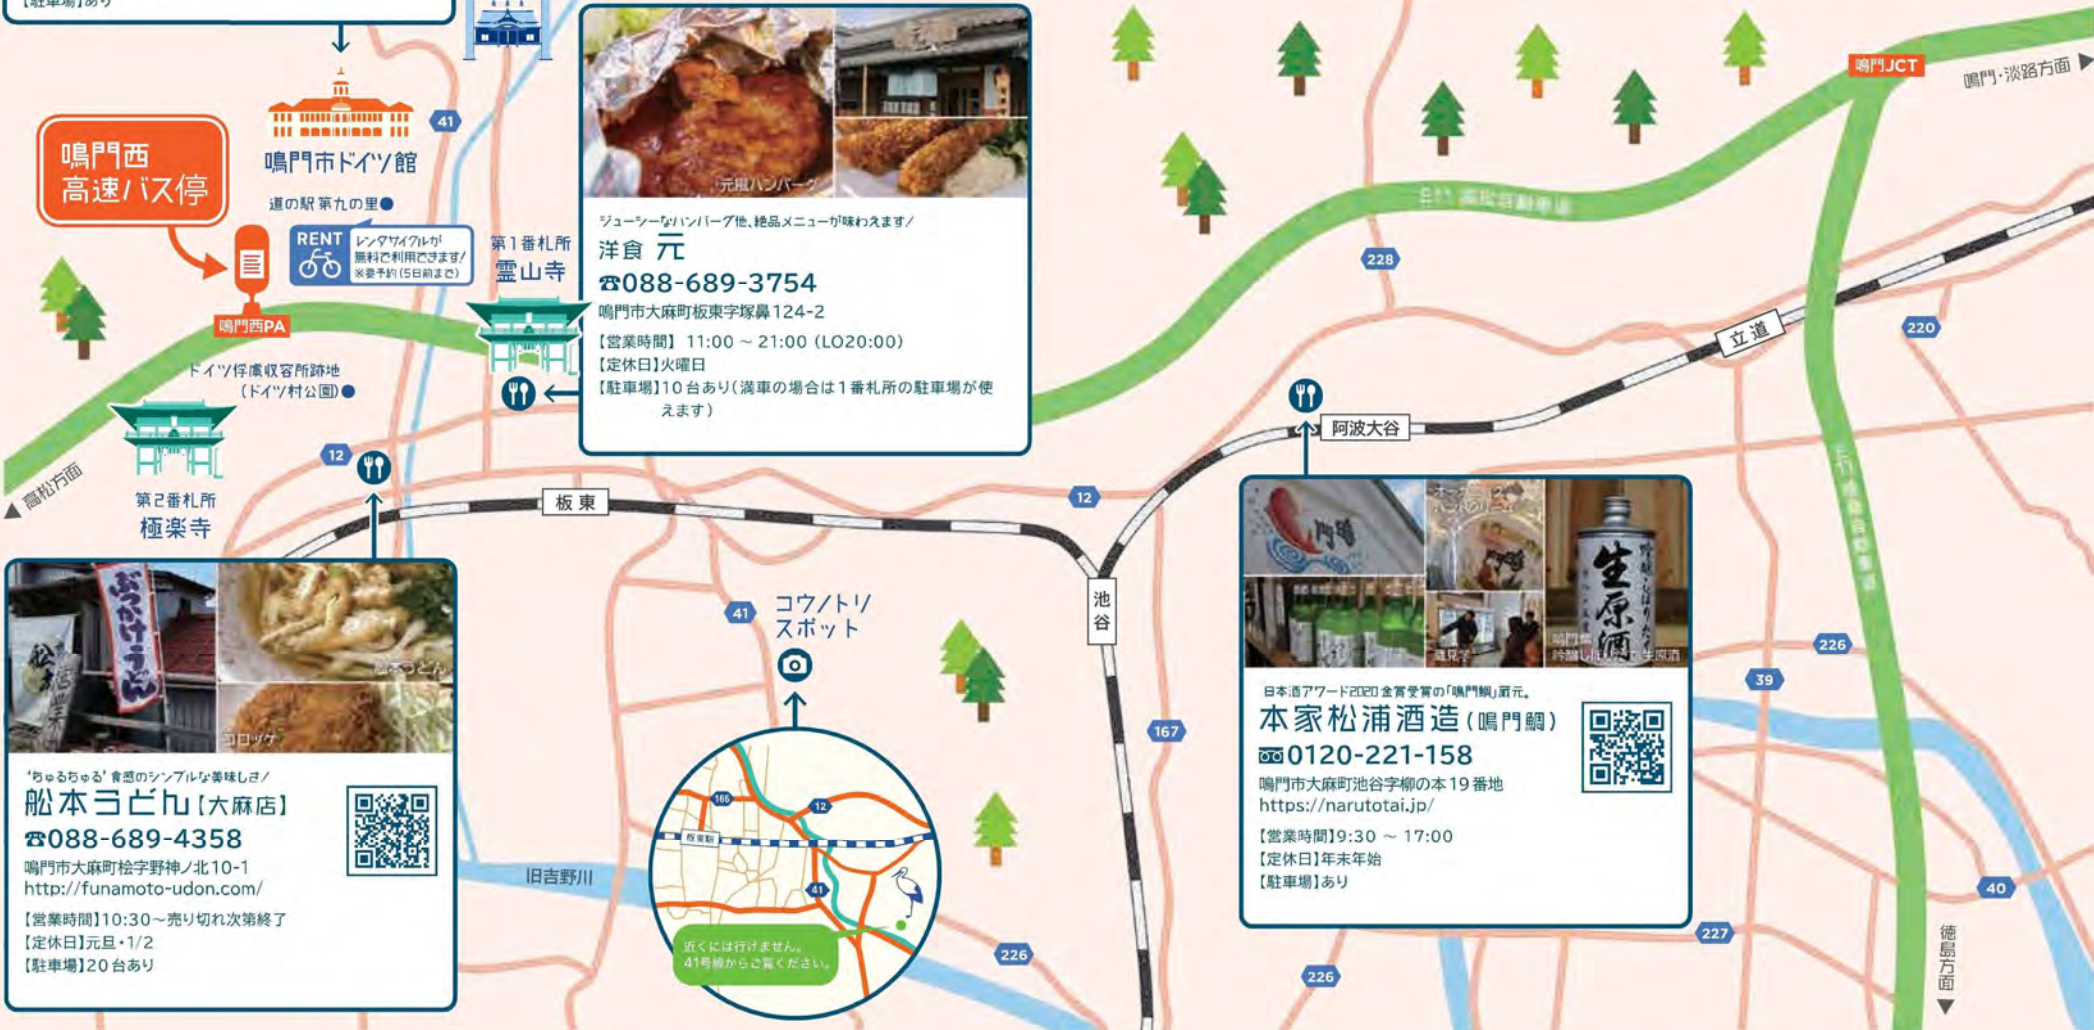 【駐車場】あり
鳴門市ドイツ館
41
鳴門西
高速バス停
道の駅 第九の里
RENT
レンタサイクルが
無料で利用できます!
※要予約(5日前まで)
鳴門西PA
第1番札所
霊山寺
ドイツ俘虜収容所跡地
(ドイツ村公園)
第2番札所
極楽寺
高松方面
12
元風ハンバーグ
ジューシーなハンバーグ他、絶品メニューが味わえます!
洋食 元
☎088-689-3754
鳴門市大麻町板東字塚鼻124-2
【営業時間】 11:00 ~ 21:00 (LO20:00)
【定休日】火曜日
【駐車場】10台あり(満車の場合は1番札所の駐車場が使
えます)
鳴門JCT
鳴門・淡路方面
228
220
立道
阿波大谷
12
板東
池谷
ぶっかけうどん
舩本うどん
コロッケ
'ちゅるちゅる' 食感のシンプルな美味しさ!
舩本うどん【大麻店】
☎088-689-4358
鳴門市大麻町桧字野神ノ北10-1
http://funamoto-udon.com/
【営業時間】10:30~売り切れ次第終了
【定休日】元旦・1/2
【駐車場】20台あり
旧吉野川
41
コウノトリ
スポット
166
12
板東駅
41
近くには行けません。
41号線からご覧ください。
167
226
226
227
蔵見学
生原酒
日本酒アワード2020 金賞受賞の「鳴門鯛」蔵元。
本家松浦酒造(鳴門鯛)
0120-221-158
鳴門市大麻町池谷字柳の本19番地
https://narutotai.jp/
【営業時間】9:30 ~ 17:00
【定休日】年末年始
【駐車場】あり
226
39
40
徳島方面